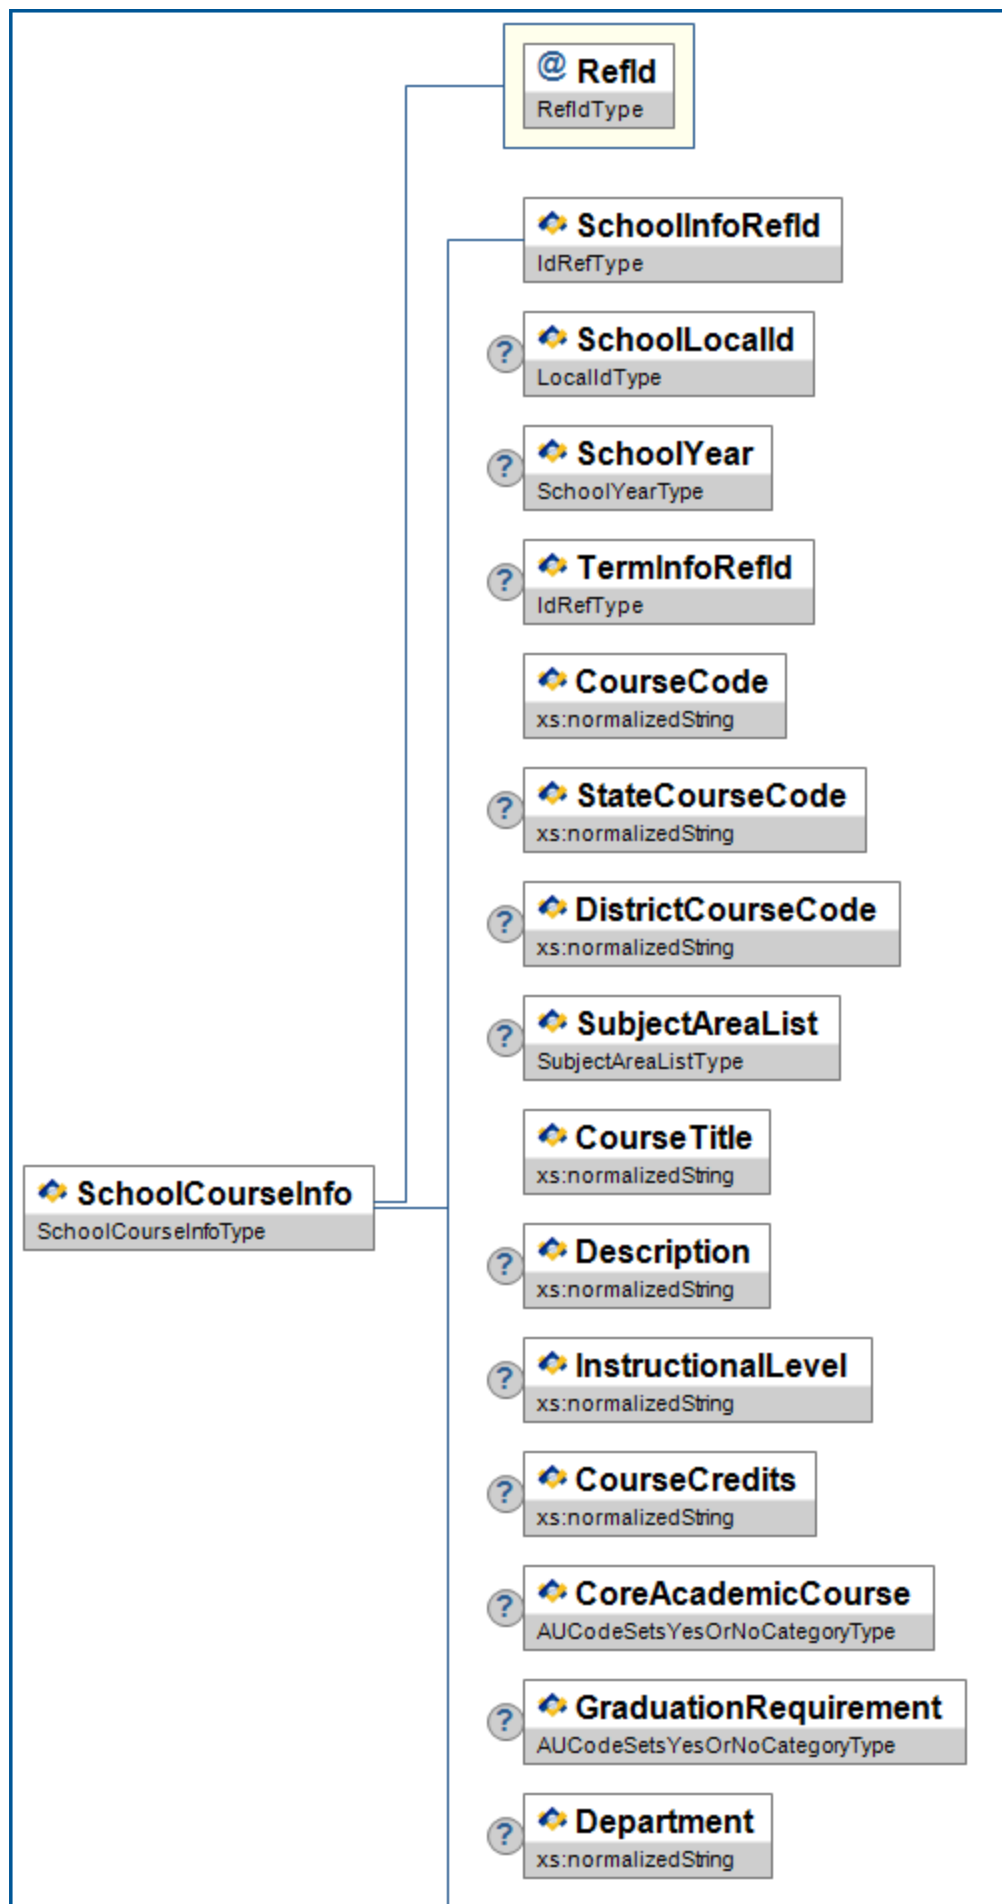 @ RefId
RefIdType
SchoolInfoRefId
IdRefType
? SchoolLocalId
LocalIdType
? SchoolYear
SchoolYearType
? TermInfoRefId
IdRefType
CourseCode
xs:normalizedString
? StateCourseCode
xs:normalizedString
? DistrictCourseCode
xs:normalizedString
? SubjectAreaList
SubjectAreaListType
CourseTitle
xs:normalizedString
SchoolCourseInfo
SchoolCourseInfoType
? Description
xs:normalizedString
? InstructionalLevel
xs:normalizedString
? CourseCredits
xs:normalizedString
? CoreAcademicCourse
AUCodeSetsYesOrNoCategoryType
? GraduationRequirement
AUCodeSetsYesOrNoCategoryType
? Department
xs:normalizedString